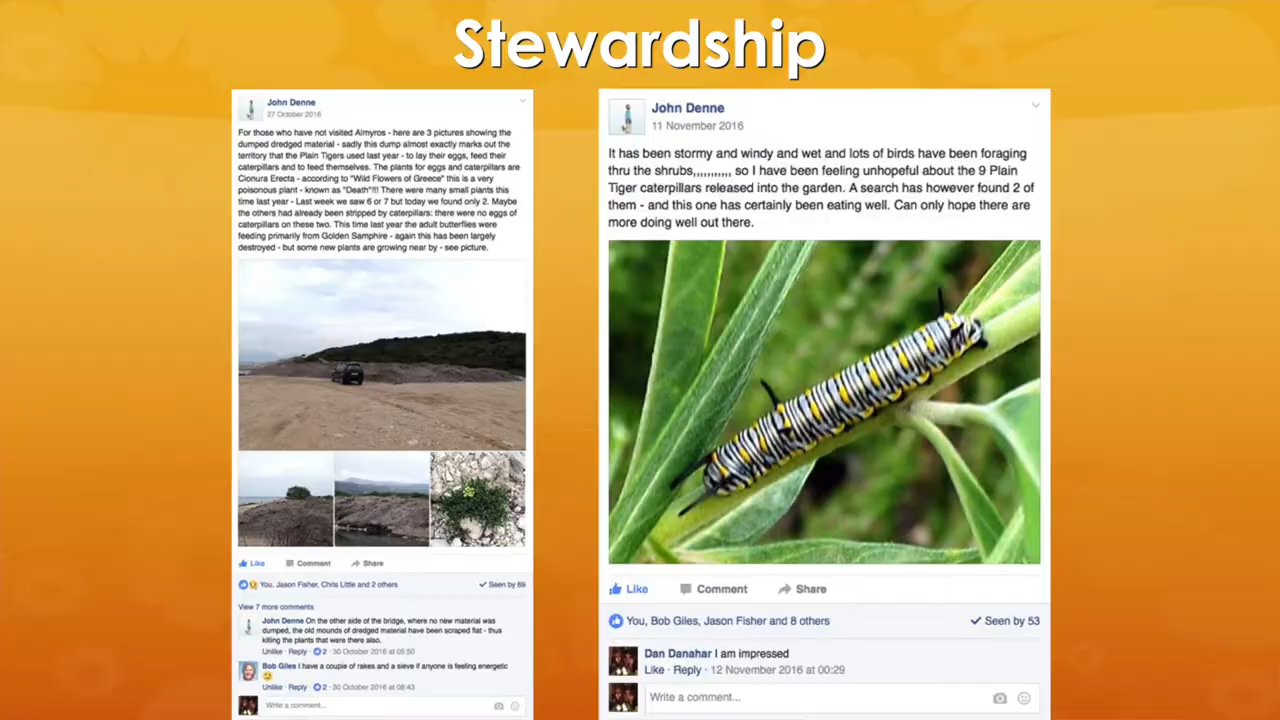 Stewardship
John Denne
27 October 2016
For those who have not visited Almyros - here are 3 pictures showing the
dumped dredged material - sadly this dump almost exactly marks out the
territory that the Plain Tigers used last year - to lay their eggs, feed their
caterpillars and to feed themselves. The plants for eggs and caterpillars are
Cionura Erecta - according to "Wild Flowers of Greece" this is a very
poisonous plant - known as "Death"!!! There were many small plants this
time last year - Last week we saw 6 or 7 but today we found only 2. Maybe
the others had already been stripped by caterpillars: there were no eggs of
caterpillars on these two. This time last year the adult butterflies were
feeding primarily from Golden Samphire - again this has been largely
destroyed - but some new plants are growing near by - see picture.
Like Comment Share
You, Jason Fisher, Chris Little and 2 others Seen by 69
View 7 more comments
John Denne On the other side of the bridge, where no new material was
dumped, the old mounds of dredged material have been scraped flat - thus
killing the plants that were there also.
Unlike · Reply · 2 · 30 October 2016 at 05:50
Bob Giles I have a couple of rakes and a sieve if anyone is feeling energetic
Unlike · Reply · 2 · 30 October 2016 at 08:43
Write a comment...
John Denne
11 November 2016
It has been stormy and windy and wet and lots of birds have been foraging
thru the shrubs,,,,,,,,,,, so I have been feeling unhopeful about the 9 Plain
Tiger caterpillars released into the garden. A search has however found 2 of
them - and this one has certainly been eating well. Can only hope there are
more doing well out there.
Like Comment Share
You, Bob Giles, Jason Fisher and 8 others Seen by 53
Dan Danahar I am impressed
Like · Reply · 12 November 2016 at 00:29
Write a comment...